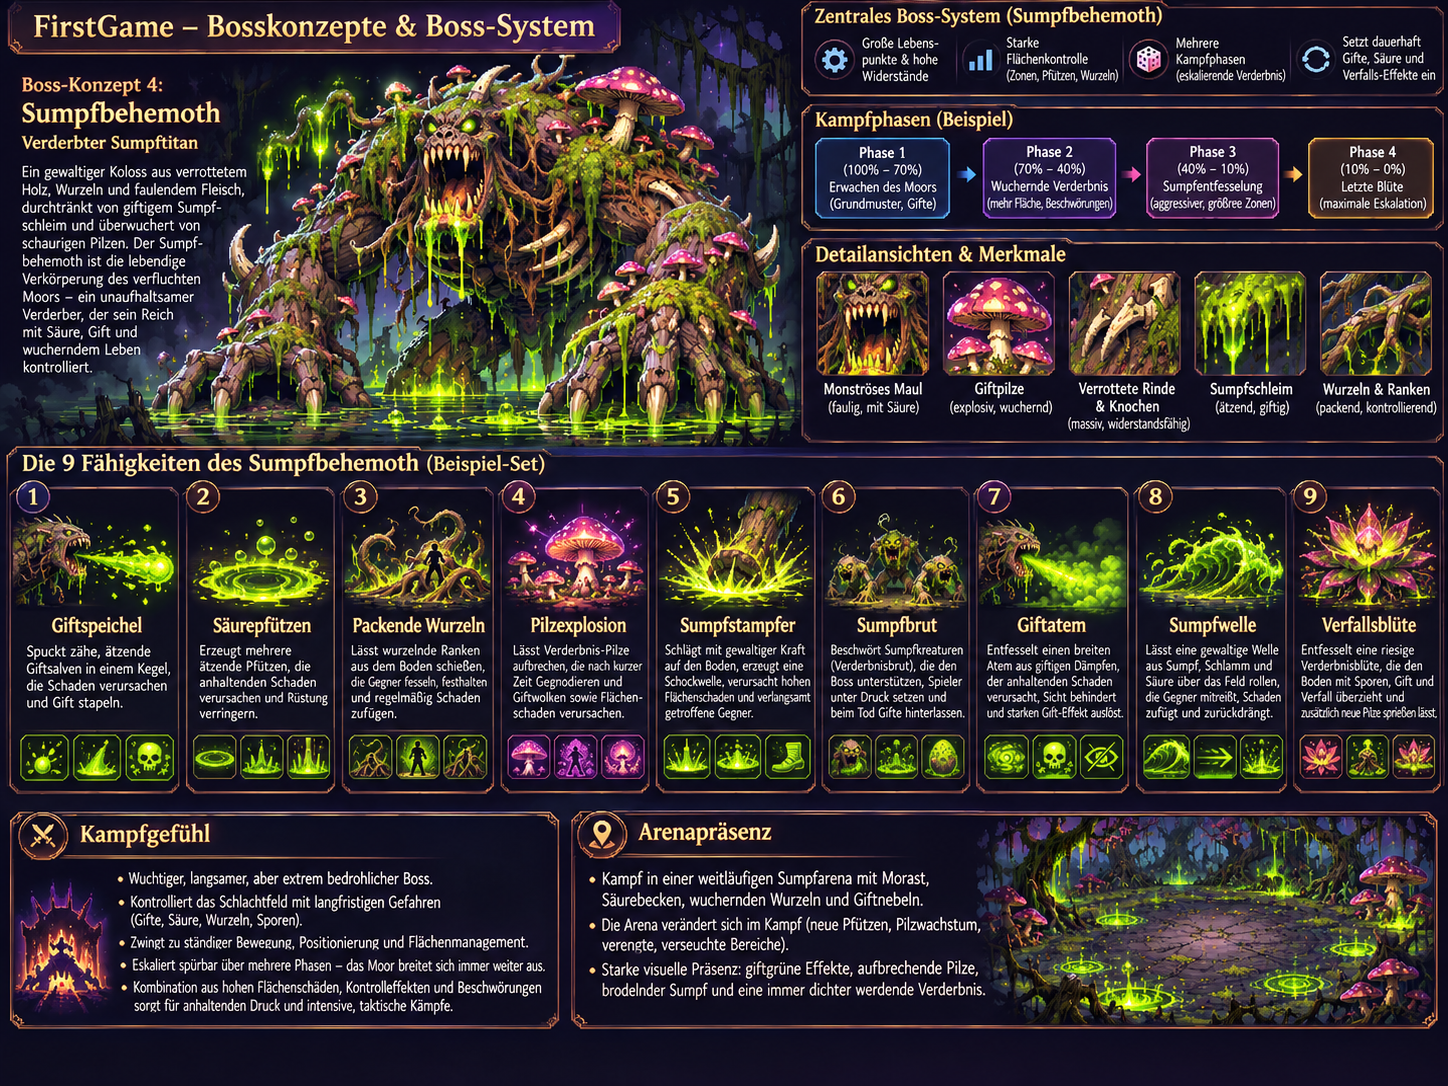 FirstGame – Bosskonzepte & Boss-System
Boss-Konzept 4:
Sumpfbehemoth
Verderbter Sumpftitan
Ein gewaltiger Koloss aus verrottetem
Holz, Wurzeln und faulendem Fleisch,
durchtränkt von giftigem Sumpf-
schleim und überwuchert von
schaurigen Pilzen. Der Sumpf-
behemoth ist die lebendige
Verkörperung des verfluchten
Moors – ein unaufhaltsamer
Verderber, der sein Reich
mit Säure, Gift und
wucherndem Leben
kontrolliert.
Zentrales Boss-System (Sumpfbehemoth)
Große Lebens-
punkte & hohe
Widerstände
Starke
Flächenkontrolle
(Zonen, Pfützen, Wurzeln)
Mehrere
Kampfphasen
(eskalierende Verderbnis)
Setzt dauerhaft
Gifte, Säure und
Verfalls-Effekte ein
Kampfphasen (Beispiel)
Phase 1
(100% – 70%)
Erwachen des Moors
(Grundmuster, Gifte)
Phase 2
(70% – 40%)
Wuchernde Verderbnis
(mehr Fläche, Beschwörungen)
Phase 3
(40% – 10%)
Sumpfentfesselung
(aggressiver, größree Zonen)
Phase 4
(10% – 0%)
Letzte Blüte
(maximale Eskalation)
Detailansichten & Merkmale
Monströses Maul
(faulig, mit Säure)
Giftpilze
(explosiv, wuchernd)
Verrottete Rinde
& Knochen
(massiv, widerstandsfähig)
Sumpfschleim
(ätzend, giftig)
Wurzeln & Ranken
(packend, kontrollierend)
Die 9 Fähigkeiten des Sumpfbehemoth (Beispiel-Set)
1
Giftspeichel
Spuckt zähe, ätzende
Giftsalven in einem Kegel,
die Schaden verursachen
und Gift stapeln.
2
Säurepfützen
Erzeugt mehrere
ätzende Pfützen, die
anhaltenden Schaden
verursachen und Rüstung
verringern.
3
Packende Wurzeln
Lässt wurzelnde Ranken
aus dem Boden schießen,
die Gegner fesseln, festhalten
und regelmäßig Schaden
zufügen.
4
Pilzexplosion
Lässt Verderbnis-Pilze
aufbrechen, die nach kurzer
Zeit Gegnodieren und
Giftwolken sowie Flächen-
schaden verursachen.
5
Sumpfstampfer
Schlägt mit gewaltiger Kraft
auf den Boden, erzeugt eine
Schockwelle, verursacht hohen
Flächenschaden und verlangsamt
getroffene Gegner.
6
Sumpfbrut
Beschwört Sumpfkreaturen
(Verderbnisbrut), die den
Boss unterstützen, Spieler
unter Druck setzen und
beim Tod Gifte hinterlassen.
7
Giftatem
Entfesselt einen breiten
Atem aus giftigen Dämpfen,
der anhaltenden Schaden
verursacht, Sicht behindert
und starken Gift-Effekt auslöst.
8
Sumpfwelle
Lässt eine gewaltige Welle
aus Sumpf, Schlamm und
Säure über das Feld rollen,
die Gegner mitreißt, Schaden
zufügt und zurückdrängt.
9
Verfallsblüte
Entfesselt eine riesige
Verderbnisblüte, die den
Boden mit Sporen, Gift und
Verfall überzieht und
zusätzlich neue Pilze sprießen lässt.
Kampfgefühl
• Wuchtiger, langsamer, aber extrem bedrohlicher Boss.
• Kontrolliert das Schlachtfeld mit langfristigen Gefahren
(Gifte, Säure, Wurzeln, Sporen).
• Zwingt zu ständiger Bewegung, Positionierung und Flächenmanagement.
• Eskaliert spürbar über mehrere Phasen – das Moor breitet sich immer weiter aus.
• Kombination aus hohen Flächenschäden, Kontrolleffekten und Beschwörungen
sorgt für anhaltenden Druck und intensive, taktische Kämpfe.
Arenapräsenz
• Kampf in einer weitläufigen Sumpfarena mit Morast,
Säurebecken, wuchernden Wurzeln und Giftnebeln.
• Die Arena verändert sich im Kampf (neue Pfützen, Pilzwachstum,
verengte, verseuchte Bereiche).
• Starke visuelle Präsenz: giftgrüne Effekte, aufbrechende Pilze,
brodelnder Sumpf und eine immer dichter werdende Verderbnis.